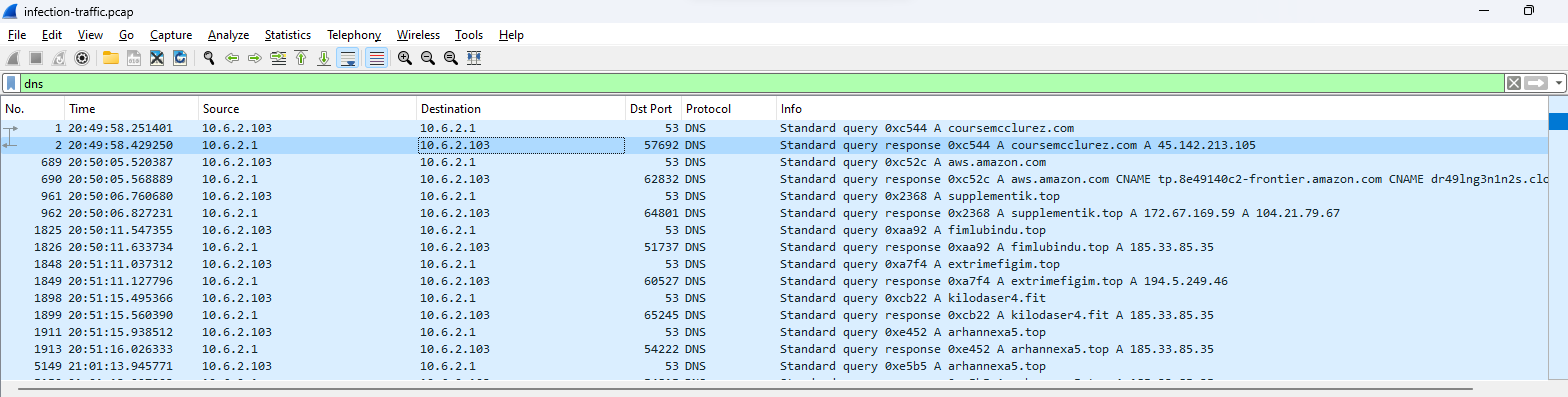 infection-traffic.pcap
File Edit View Go Capture Analyze Statistics Telephony Wireless Tools Help
dns
No. Time Source Destination Dst Port Protocol Info
1 20:49:58.251401 10.6.2.103 10.6.2.1 53 DNS Standard query 0xc544 A coursemcclurez.com
2 20:49:58.429250 10.6.2.1 10.6.2.103 57692 DNS Standard query response 0xc544 A coursemcclurez.com A 45.142.213.105
689 20:50:05.520387 10.6.2.103 10.6.2.1 53 DNS Standard query 0xc52c A aws.amazon.com
690 20:50:05.568889 10.6.2.1 10.6.2.103 62832 DNS Standard query response 0xc52c A aws.amazon.com CNAME tp.8e49140c2-frontier.amazon.com CNAME dr49lng3n1n2s.clo
961 20:50:06.760680 10.6.2.103 10.6.2.1 53 DNS Standard query 0x2368 A supplementik.top
962 20:50:06.827231 10.6.2.1 10.6.2.103 64801 DNS Standard query response 0x2368 A supplementik.top A 172.67.169.59 A 104.21.79.67
1825 20:50:11.547355 10.6.2.103 10.6.2.1 53 DNS Standard query 0xaa92 A fimlubindu.top
1826 20:50:11.633734 10.6.2.1 10.6.2.103 51737 DNS Standard query response 0xaa92 A fimlubindu.top A 185.33.85.35
1848 20:51:11.037312 10.6.2.103 10.6.2.1 53 DNS Standard query 0xa7f4 A extrimefigim.top
1849 20:51:11.127796 10.6.2.1 10.6.2.103 60527 DNS Standard query response 0xa7f4 A extrimefigim.top A 194.5.249.46
1898 20:51:15.495366 10.6.2.103 10.6.2.1 53 DNS Standard query 0xcb22 A kilodaser4.fit
1899 20:51:15.560390 10.6.2.1 10.6.2.103 65245 DNS Standard query response 0xcb22 A kilodaser4.fit A 185.33.85.35
1911 20:51:15.938512 10.6.2.103 10.6.2.1 53 DNS Standard query 0xe452 A arhannexa5.top
1913 20:51:16.026333 10.6.2.1 10.6.2.103 54222 DNS Standard query response 0xe452 A arhannexa5.top A 185.33.85.35
5149 21:01:13.945771 10.6.2.103 10.6.2.1 53 DNS Standard query 0xe5b5 A arhannexa5.top